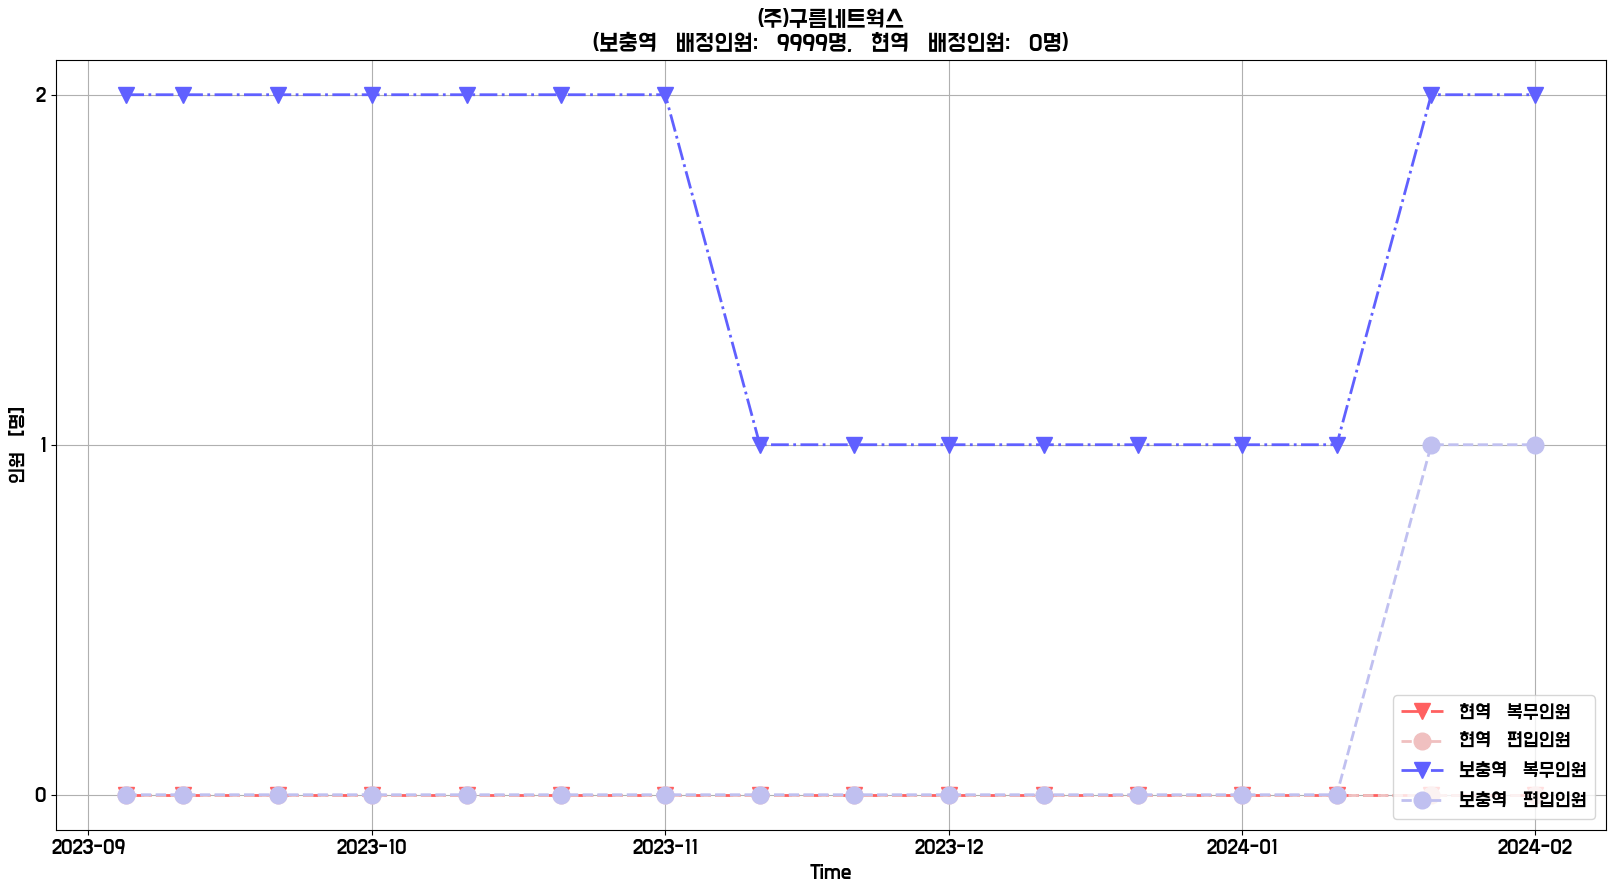 (주)구름네트웍스
(보충역 배정인원: 9999명, 현역 배정인원: 0명)
인원 [명]
2
1
0
현역 복무인원
현역 편입인원
보충역 복무인원
보충역 편입인원
2023-09 2023-10 2023-11 2023-12 2024-01 2024-02
Time